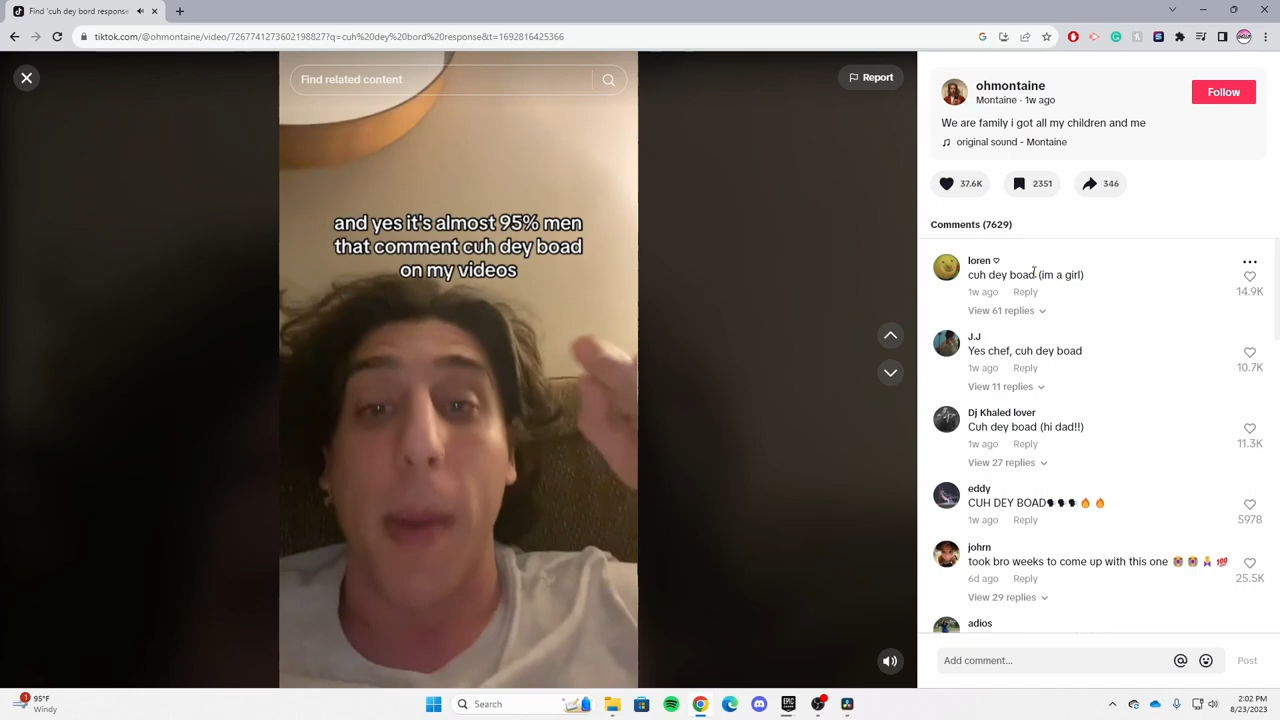 Find 'cuh dey bord response
tiktok.com/@ohmontaine/video/7267741273602198827?q=cuh%20dey%20bord%20response&t=1692816425366
Find related content
Report
and yes it's almost 95% men
that comment cuh dey boad
on my videos
ohmontaine
Montaine · 1w ago
Follow
We are family i got all my children and me
original sound - Montaine
37.6K
2351
346
Comments (7629)
loren ♡
cuh dey boad (im a girl)
1w ago Reply
14.9K
View 61 replies
J.J
Yes chef, cuh dey boad
1w ago Reply
10.7K
View 11 replies
Dj Khaled lover
Cuh dey boad (hi dad!!)
1w ago Reply
11.3K
View 27 replies
eddy
CUH DEY BOAD🗣🗣🗣🔥🔥
1w ago Reply
5978
johrn
took bro weeks to come up with this one 😭😭🙏💯
6d ago Reply
25.5K
View 29 replies
adios
Add comment...
Post
1
95°F
Windy
Search
EPIC
GAMES
2:02 PM
8/23/2023